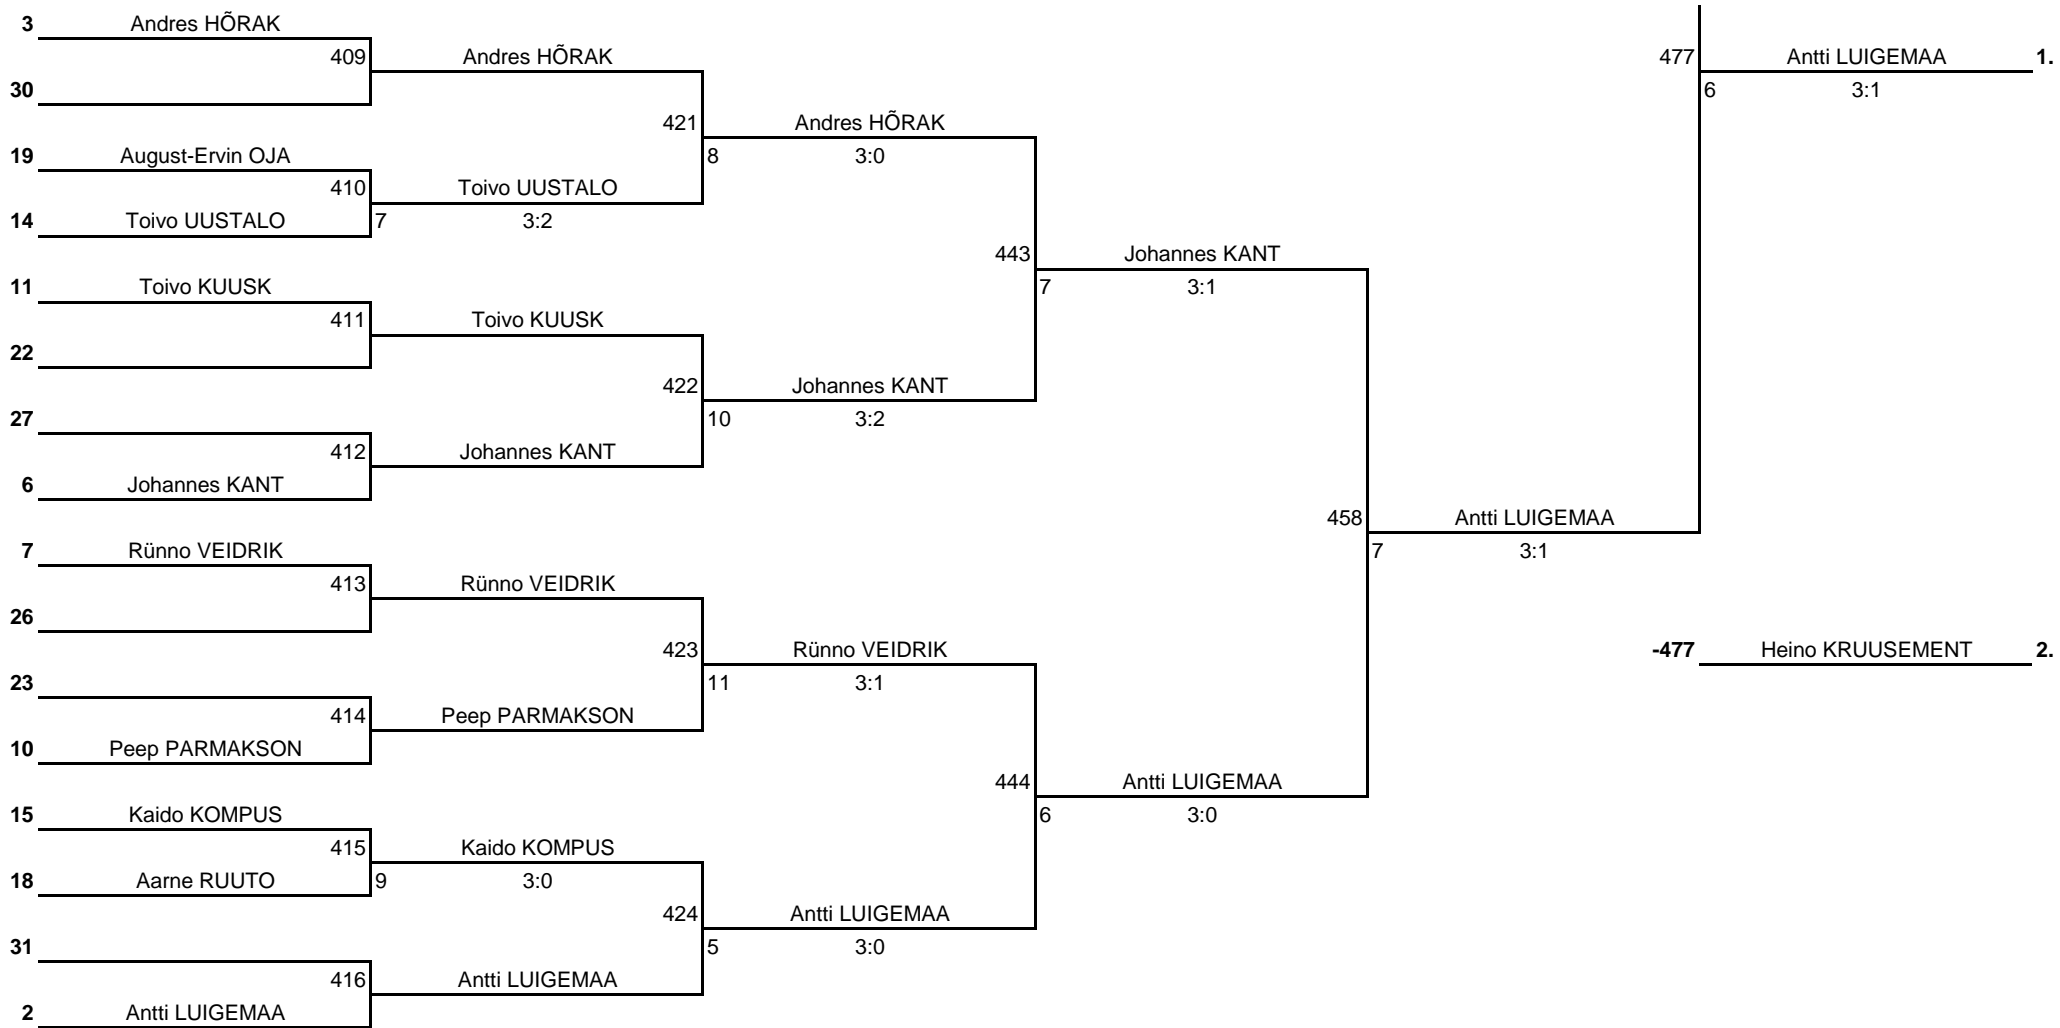 3 Andres HÕRAK
409 Andres HÕRAK 477 Antti LUIGEMAA 1.
30 6 3:1
421 Andres HÕRAK
19 August-Ervin OJA 8 3:0
410 Toivo UUSTALO
14 Toivo UUSTALO 7 3:2
443 Johannes KANT
11 Toivo KUUSK 7 3:1
411 Toivo KUUSK
22
422 Johannes KANT
27 10 3:2
412 Johannes KANT
6 Johannes KANT
458 Antti LUIGEMAA
7 Rünno VEIDRIK 7 3:1
413 Rünno VEIDRIK
26
423 Rünno VEIDRIK -477 Heino KRUUSEMENT 2.
23 11 3:1
414 Peep PARMAKSON
10 Peep PARMAKSON
444 Antti LUIGEMAA
15 Kaido KOMPUS 6 3:0
415 Kaido KOMPUS
18 Aarne RUUTO 9 3:0
424 Antti LUIGEMAA
31 5 3:0
416 Antti LUIGEMAA
2 Antti LUIGEMAA